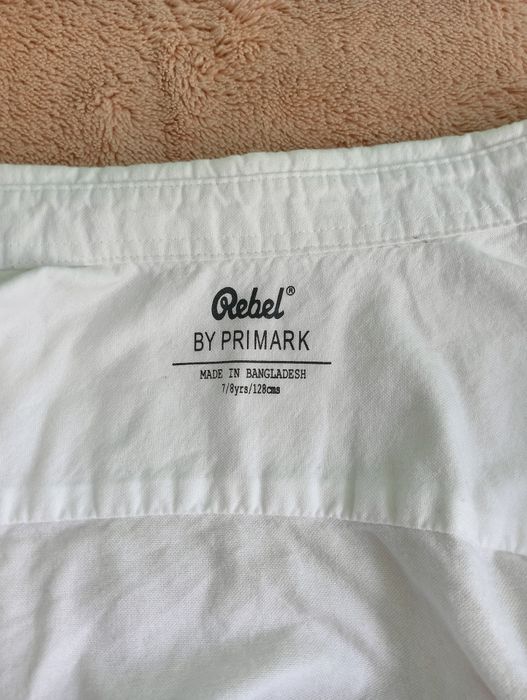 Rebel®
BY PRIMARK
MADE IN BANGLADESH
7/8yrs/128cms